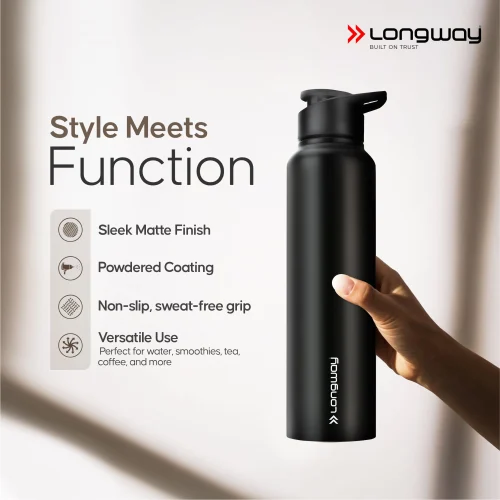 Longway
BUILT ON TRUST
Style Meets
Function
Sleek Matte Finish
Powdered Coating
Non-slip, sweat-free grip
Versatile Use
Perfect for water, smoothies, tea,
coffee, and more
Longway